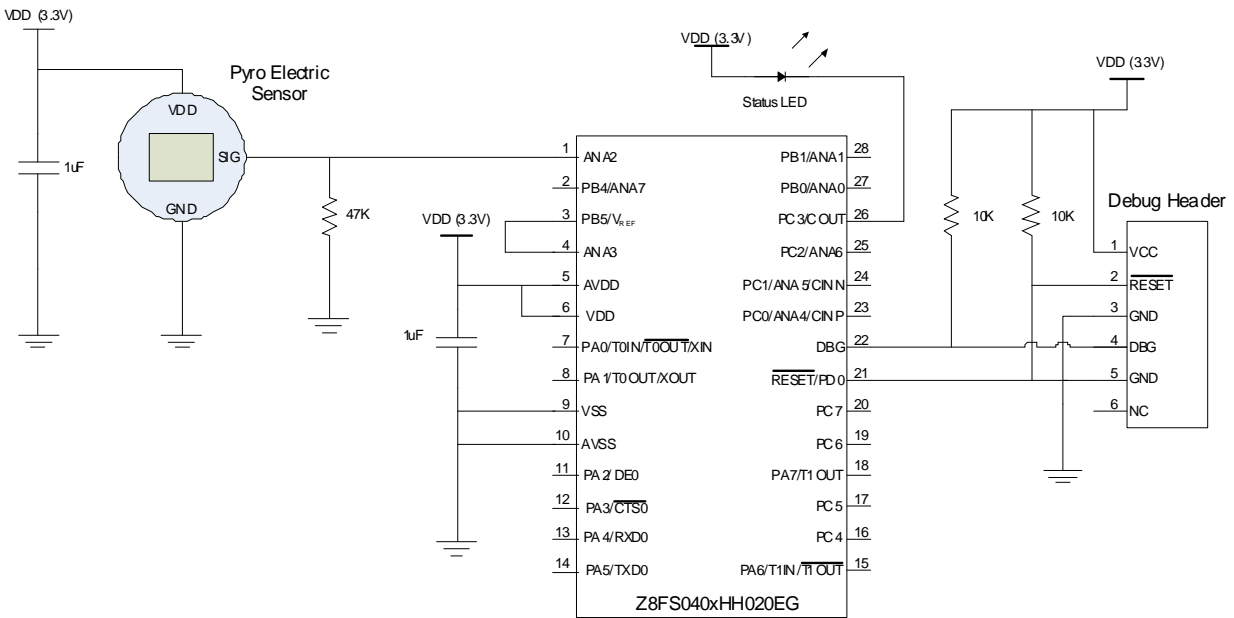 VDD (3.3V)
Pyro Electric
Sensor
VDD
SIG
GND
1uF
47K
VDD (3.3V)
1uF
VDD (3.3V)
Status LED
1 ANA2
2 PB4/ANA7
3 PB5/VREF
4 ANA3
5 AVDD
6 VDD
7 PA0/T0IN/T0OUT/XIN
8 PA1/T0OUT/XOUT
9 VSS
10 AVSS
11 PA2/DE0
12 PA3/CTS0
13 PA4/RXD0
14 PA5/TXD0
PB1/ANA1 28
PB0/ANA0 27
PC3/COUT 26
PC2/ANA6 25
PC1/ANA5/CINN 24
PC0/ANA4/CINP 23
DBG 22
RESET/PD0 21
PC7 20
PC6 19
PA7/T1OUT 18
PC5 17
PC4 16
PA6/T1IN/T1OUT 15
Z8FS040xHH020EG
VDD (3.3V)
10K
10K
Debug Header
1 VCC
2 RESET
3 GND
4 DBG
5 GND
6 NC